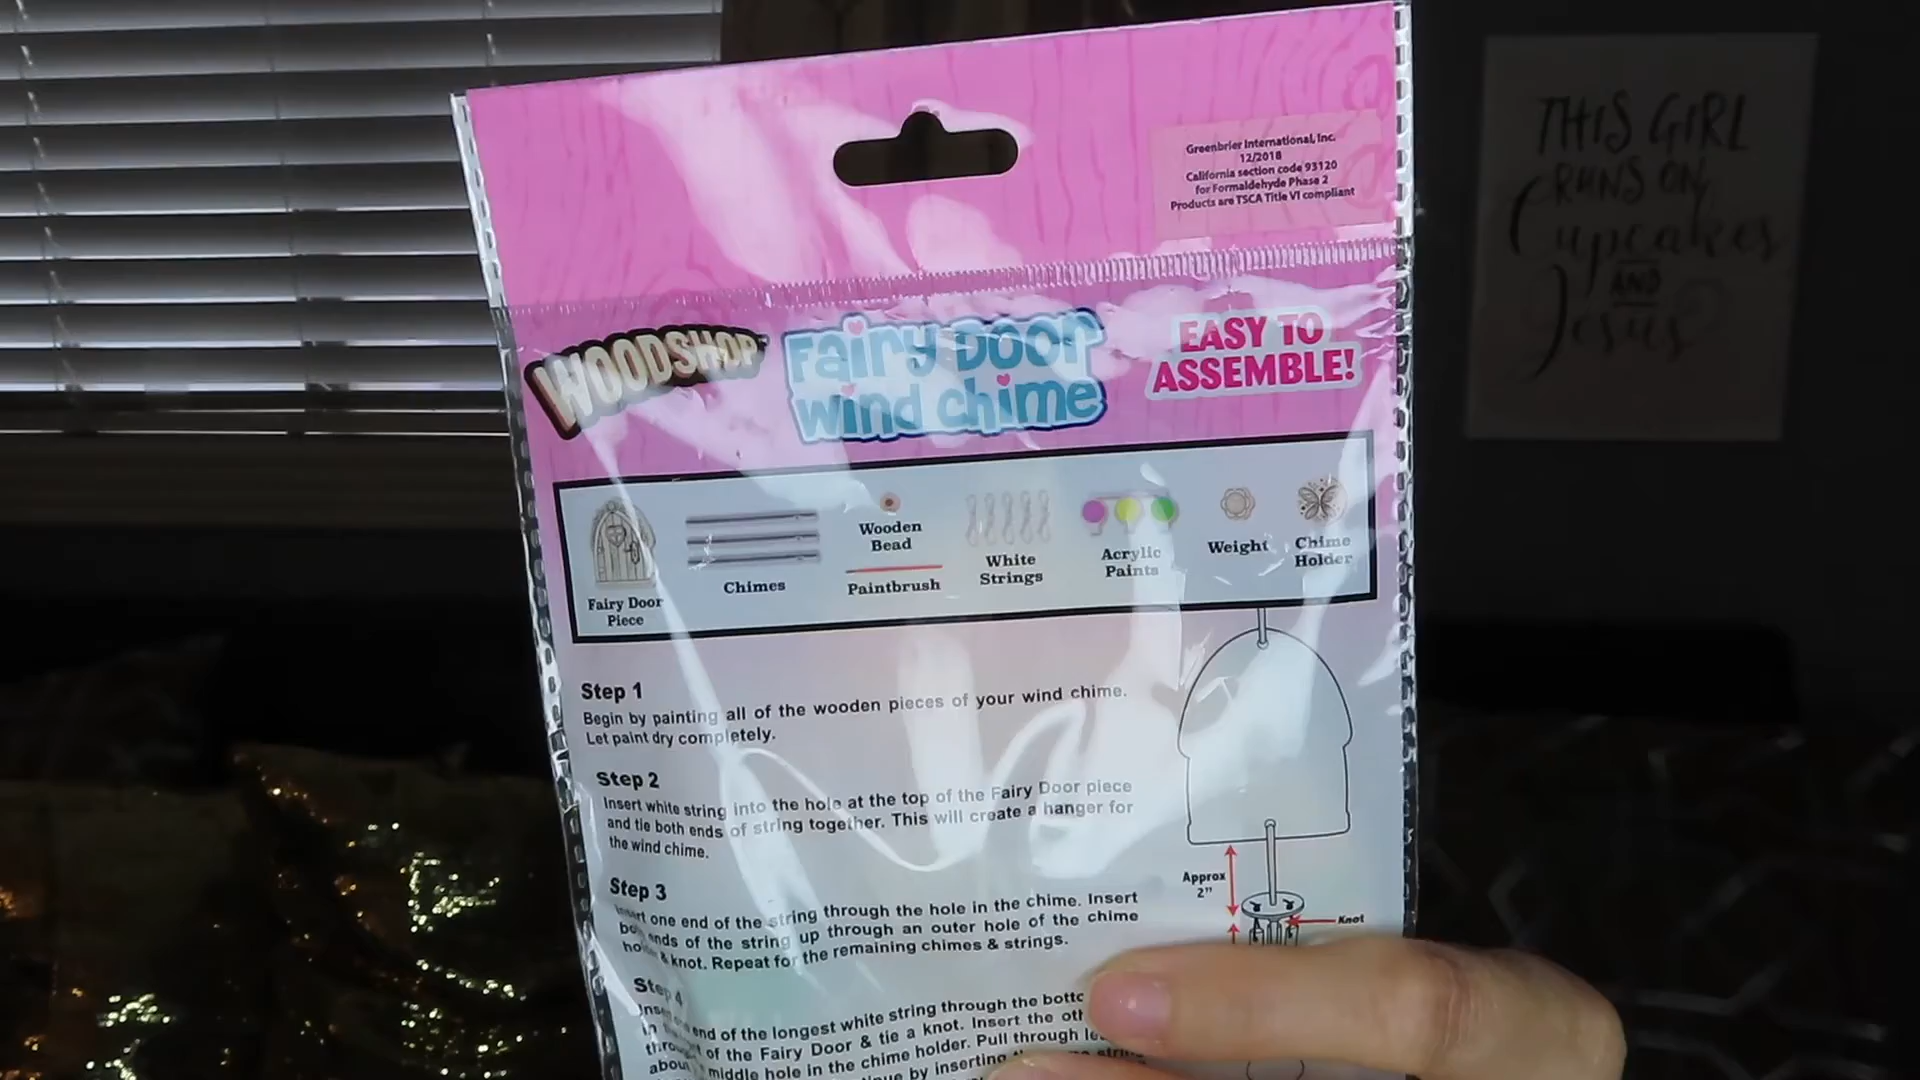 Greenbrier International, Inc.
12/2018
California section code 93120
for Formaldehyde Phase 2
Products are TSCA Title VI compliant
THIS GIRL
RUNS ON
Cupcakes
AND
Jesus
WOODSHOP
Fairy Door
wind chime
EASY TO
ASSEMBLE!
Fairy Door
Piece
Chimes
Wooden
Bead
Paintbrush
White
Strings
Acrylic
Paints
Weight
Chime
Holder
Step 1
Begin by painting all of the wooden pieces of your wind chime.
Let paint dry completely.
Step 2
Insert white string into the hole at the top of the Fairy Door piece
and tie both ends of string together. This will create a hanger for
the wind chime.
Step 3
Insert one end of the string through the hole in the chime. Insert
both ends of the string up through an outer hole of the chime
& knot. Repeat for the remaining chimes & strings.
Approx
2"
Knot
Step 4
end of the longest white string through the
of the Fairy Door & tie a knot. Insert the
middle hole in the chime holder. Pull through
by inserting